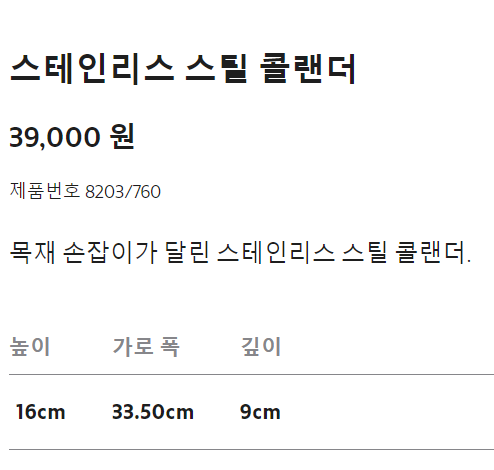 스테인리스 스틸 콜랜더
39,000 원
제품번호 8203/760
목재 손잡이가 달린 스테인리스 스틸 콜랜더.
높이 가로 폭 깊이
16cm 33.50cm 9cm